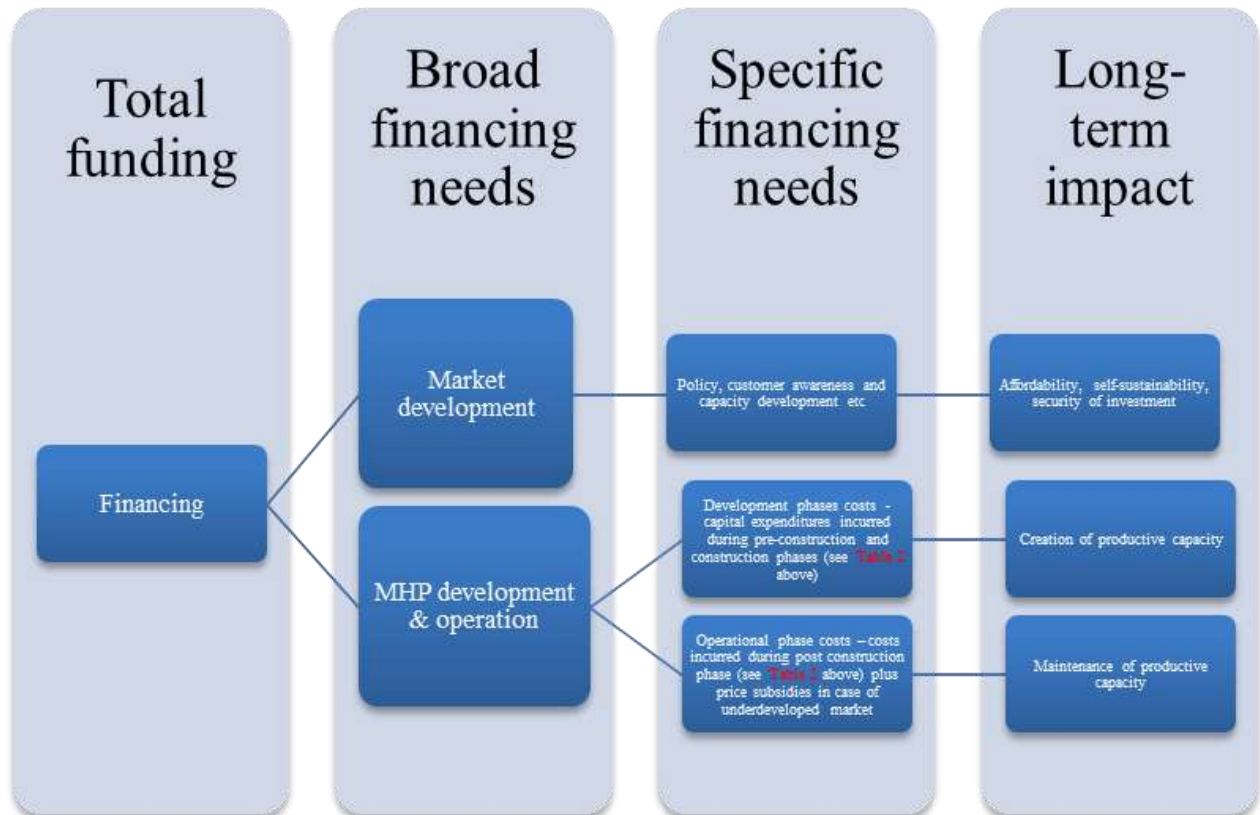 Total
funding
Broad
financing
needs
Specific
financing
needs
Long-
term
impact
Financing
Market
development
MHP development
& operation
Policy, customer awareness and
capacity development etc
Development phases costs -
capital expenditures incurred
during pre-construction and
construction phases (see Table 2
above)
Operational phase costs – costs
incurred during post construction
phase (see Table 2 above) plus
price subsidies in case of
underdeveloped market
Affordability, self-sustainability,
security of investment
Creation of productive capacity
Maintenance of productive
capacity